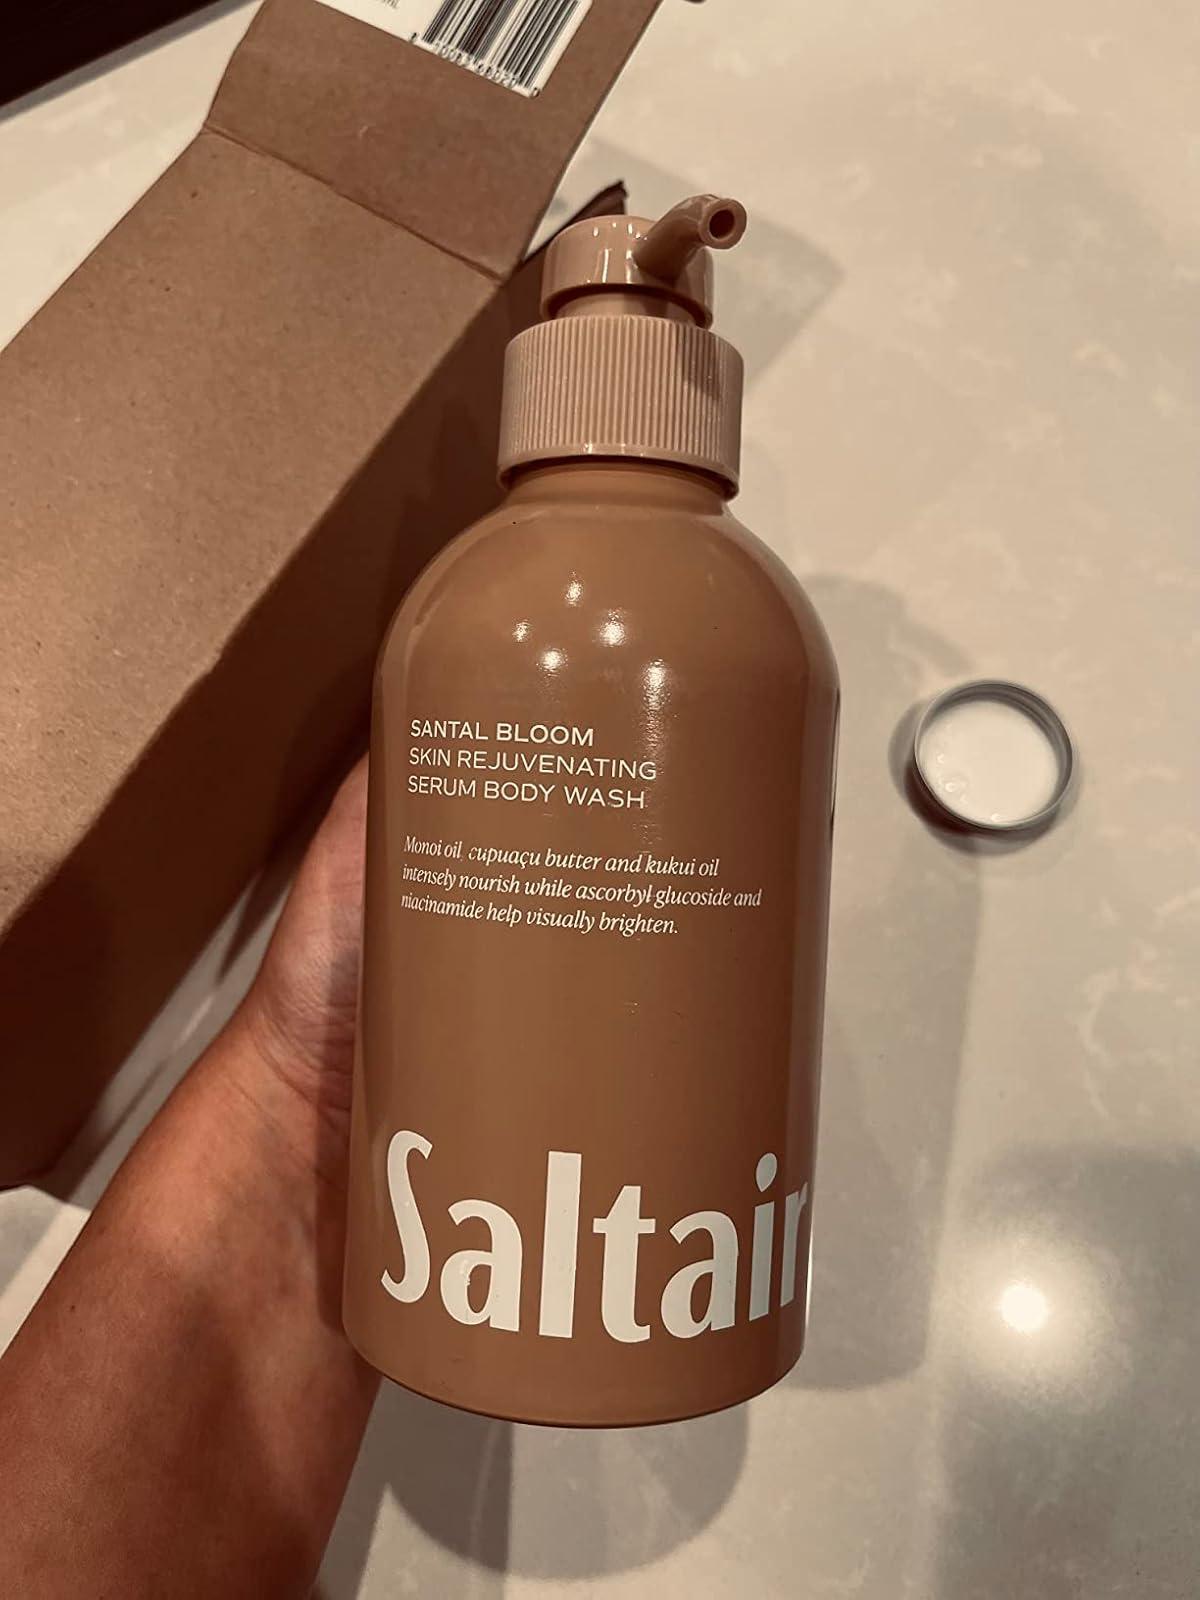 SANTAL BLOOM
SKIN REJUVENATING
SERUM BODY WASH
Monoi oil, cupuaçu butter and kukui oil
intensely nourish while ascorbyl glucoside and
niacinamide help visually brighten.
Saltair